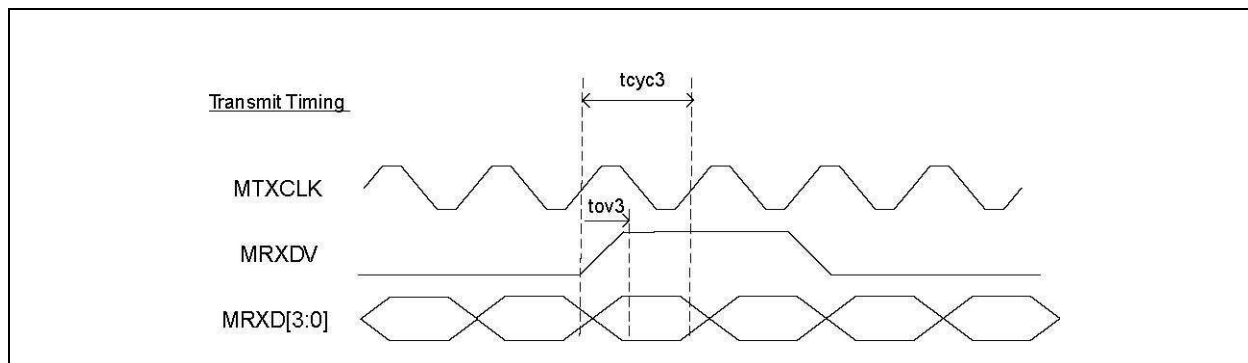 tcyc3
Transmit Timing
MTXCLK
tov3
MRXDV
MRXD[3:0]